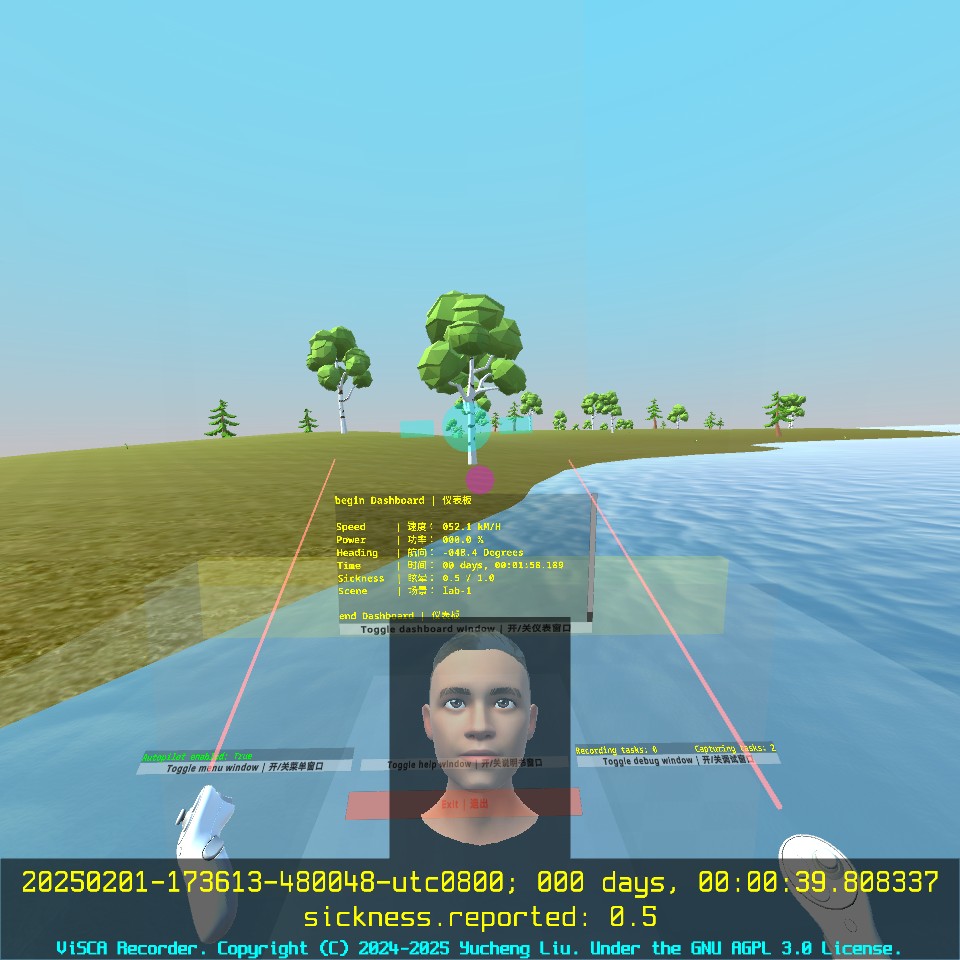 begin Dashboard | 仪表板
Speed | 速度: 052.1 kM/H
Power | 功率: 000.0 %
Heading | 航向: -048.4 Degrees
Time | 时间: 00 days, 00:01:58.189
Sickness | 眩晕: 0.5 / 1.0
Scene | 场景: lab-1
end Dashboard | 仪表板
Toggle dashboard window | 开/关仪表窗口
Autopilot enabled: True
Toggle menu window | 开/关菜单窗口
Toggle help window | 开/关说明书窗口
Recording tasks: 0 Capturing tasks: 2
Toggle debug window | 开/关调试窗口
Exit | 退出
20250201-173613-480048-utc0800; 000 days, 00:00:39.808337
sickness.reported: 0.5
ViSCA Recorder. Copyright (C) 2024-2025 Yucheng Liu. Under the GNU AGPL 3.0 License.